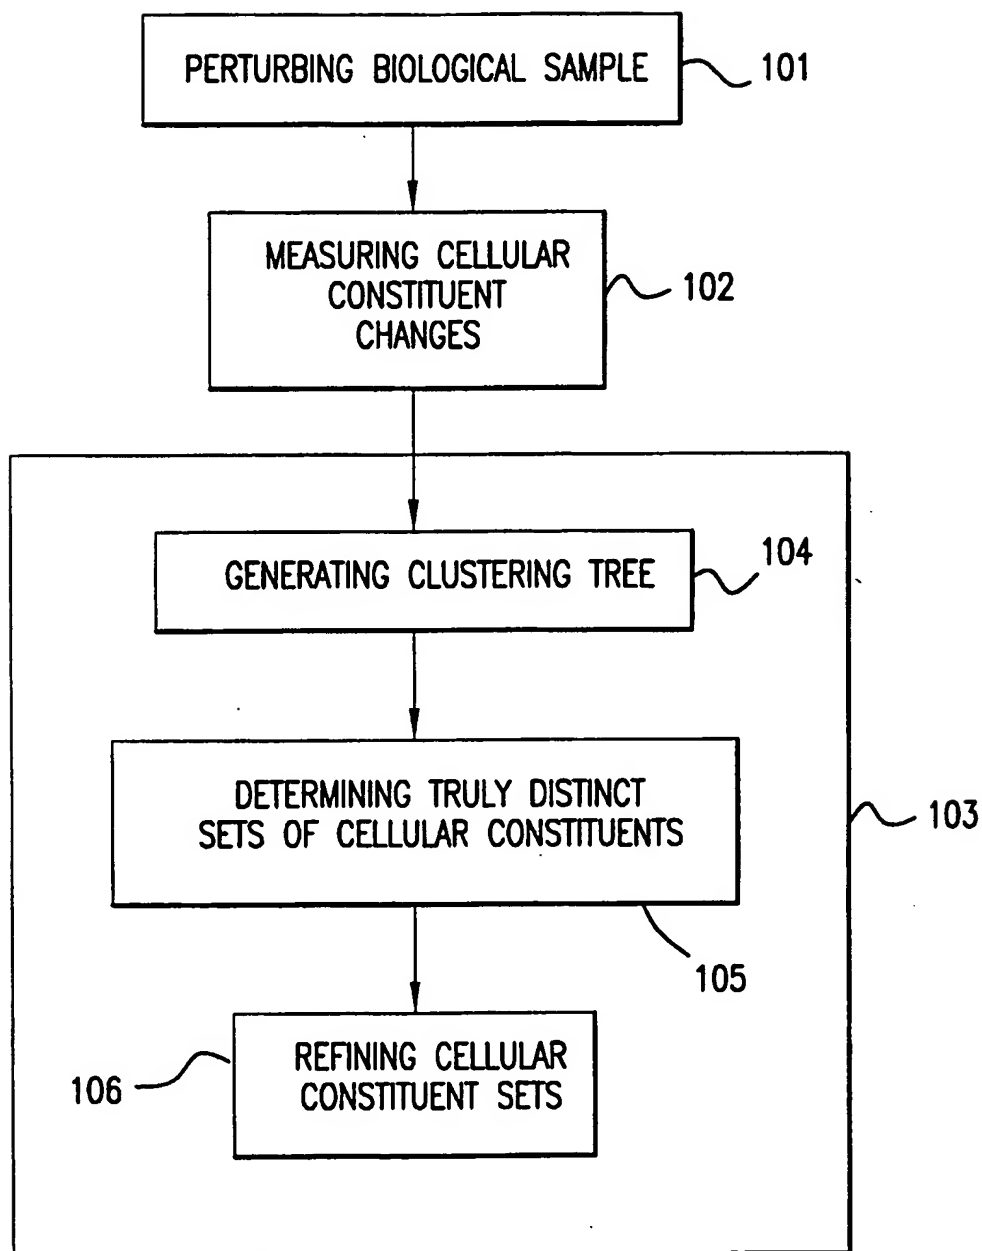 PERTURBING BIOLOGICAL SAMPLE
101
MEASURING CELLULAR
CONSTITUENT
CHANGES
102
GENERATING CLUSTERING TREE
104
DETERMINING TRULY DISTINCT
SETS OF CELLULAR CONSTITUENTS
103
105
REFINING CELLULAR
CONSTITUENT SETS
106